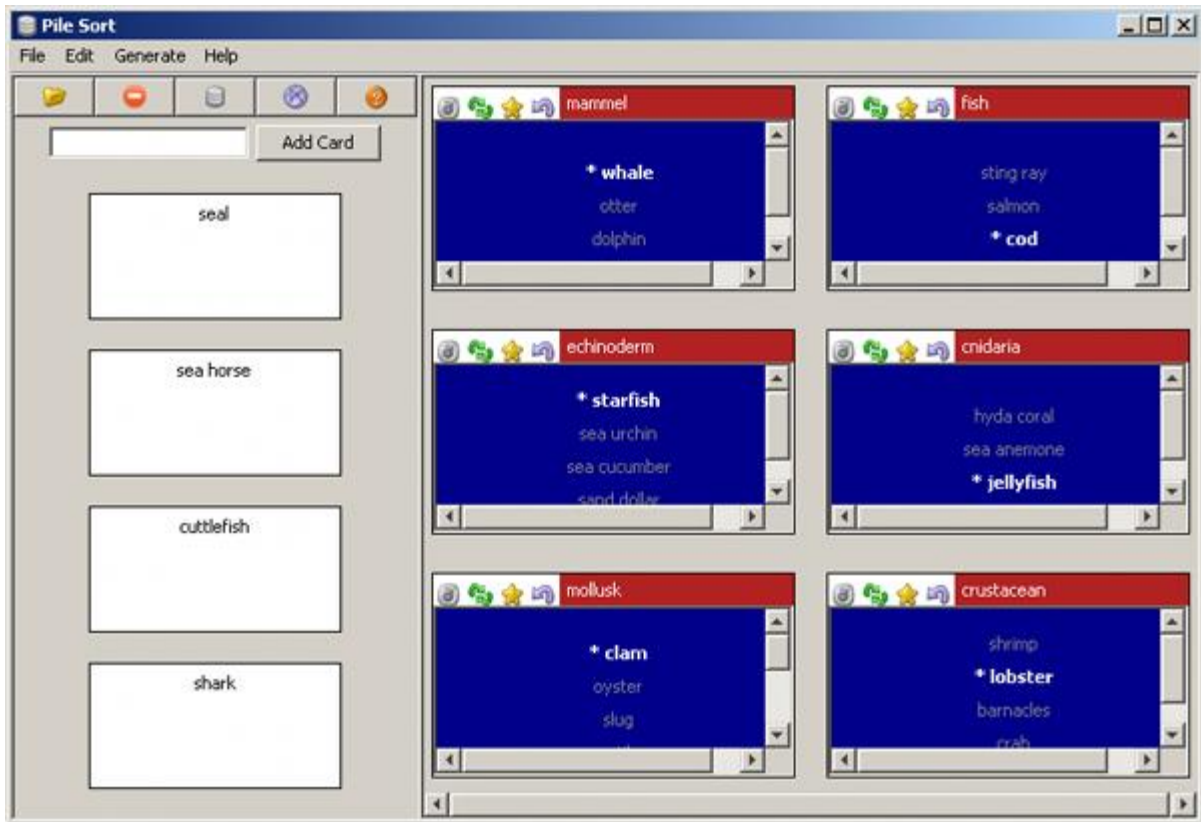 Pile Sort
File Edit Generate Help
Add Card
seal
sea horse
cuttlefish
shark
mammel
* whale
otter
dolphin
fish
sting ray
salmon
* cod
echinoderm
* starfish
sea urchin
sea cucumber
sand dollar
cnidaria
hyda coral
sea anemone
* jellyfish
mollusk
* clam
oyster
slug
crustacean
shrimp
* lobster
barnacles
crab